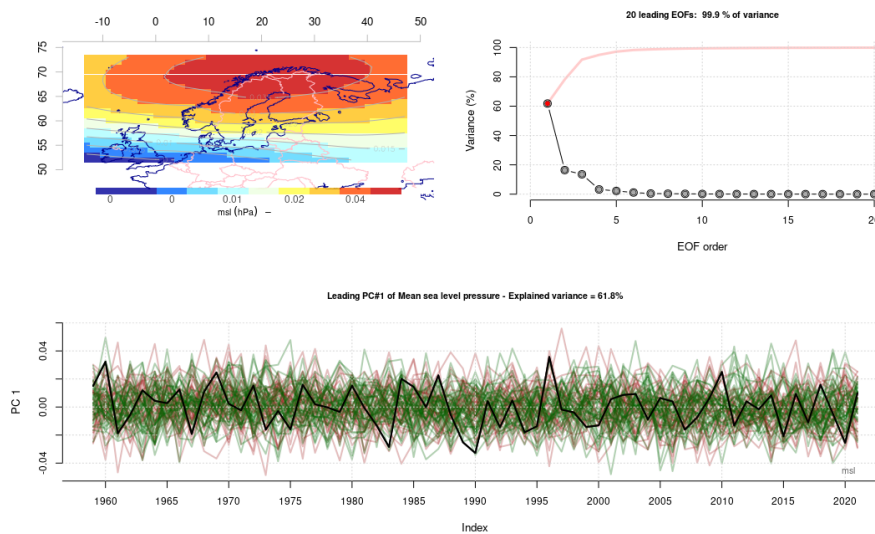 -10 0 10 20 30 40 50
75
70
65
60
55
50
0 0 0.01 0.02 0.04
msl (hPa) –
20 leading EOFs: 99.9 % of variance
Variance (%)
100
80
60
40
20
0
0 5 10 15 20
EOF order
Leading PC#1 of Mean sea level pressure - Explained variance = 61.8%
PC 1
0.04
0.00
-0.04
msl
1960 1965 1970 1975 1980 1985 1990 1995 2000 2005 2010 2015 2020
Index